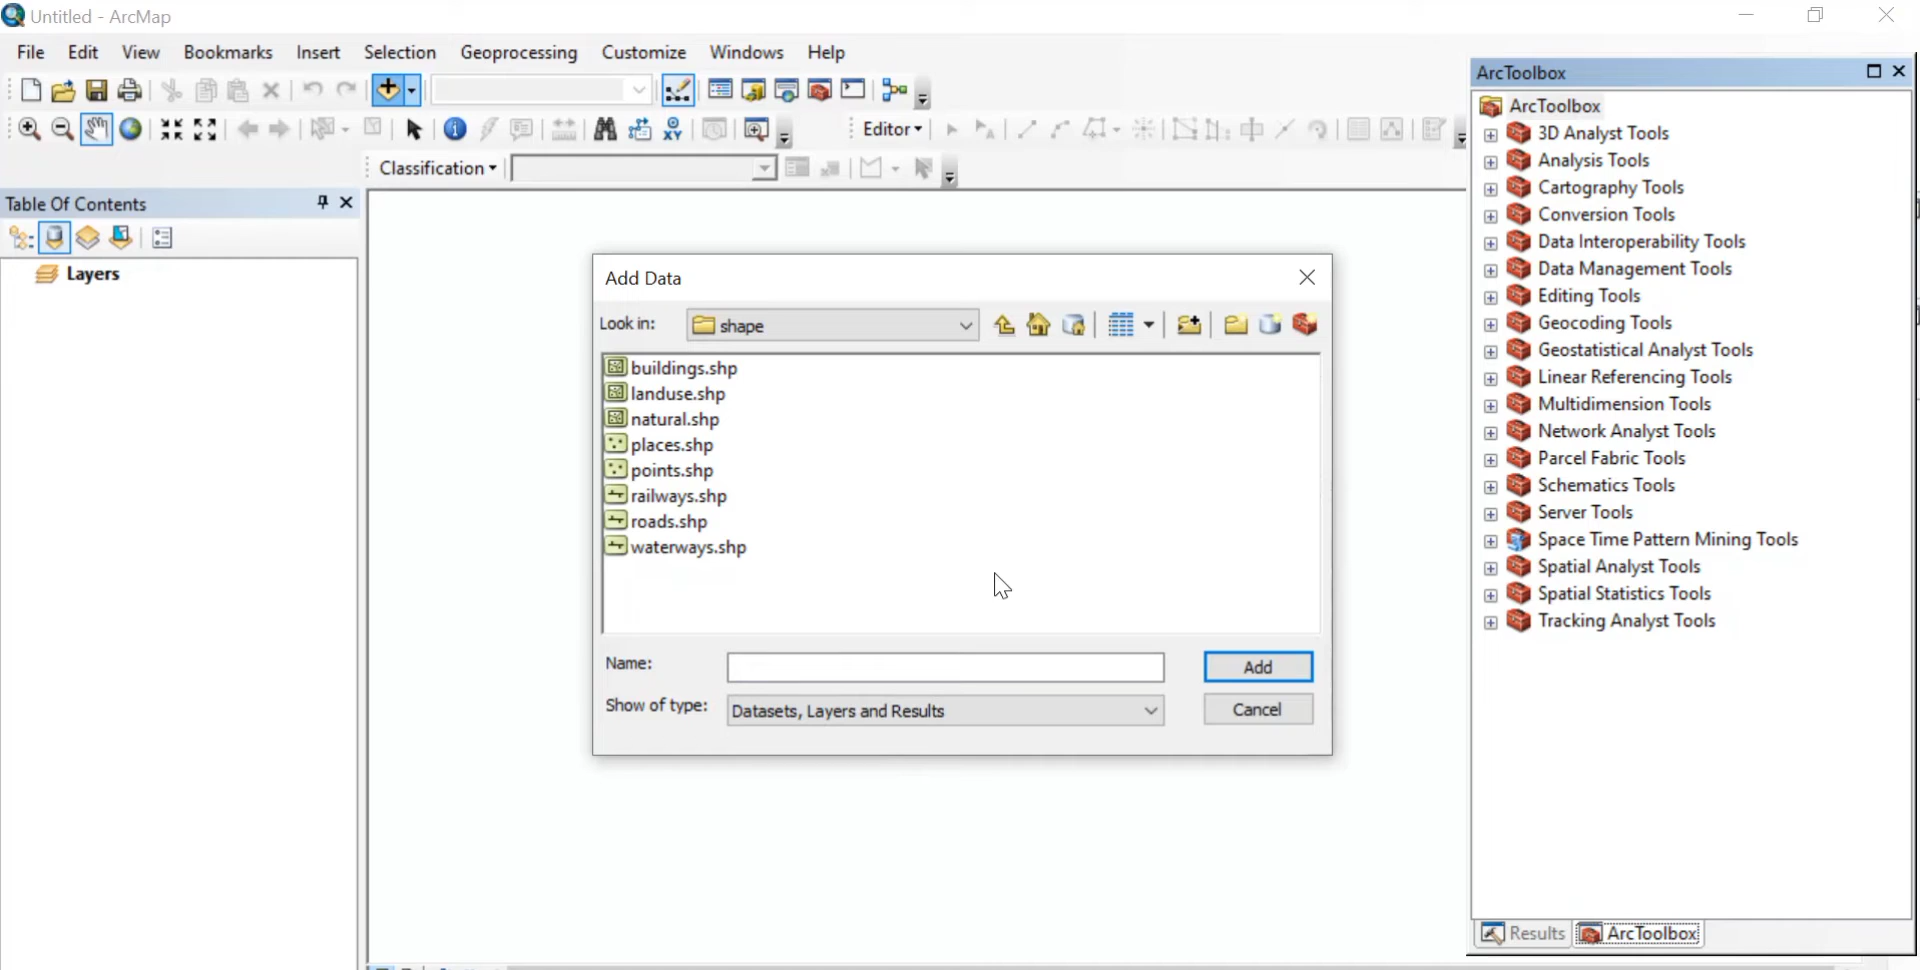 Untitled - ArcMap
File Edit View Bookmarks Insert Selection Geoprocessing Customize Windows Help
Editor
Classification
Table Of Contents
Layers
Add Data
Look in: shape
buildings.shp
landuse.shp
natural.shp
places.shp
points.shp
railways.shp
roads.shp
waterways.shp
Name:
Add
Show of type: Datasets, Layers and Results
Cancel
ArcToolbox
ArcToolbox
3D Analyst Tools
Analysis Tools
Cartography Tools
Conversion Tools
Data Interoperability Tools
Data Management Tools
Editing Tools
Geocoding Tools
Geostatistical Analyst Tools
Linear Referencing Tools
Multidimension Tools
Network Analyst Tools
Parcel Fabric Tools
Schematics Tools
Server Tools
Space Time Pattern Mining Tools
Spatial Analyst Tools
Spatial Statistics Tools
Tracking Analyst Tools
Results ArcToolbox